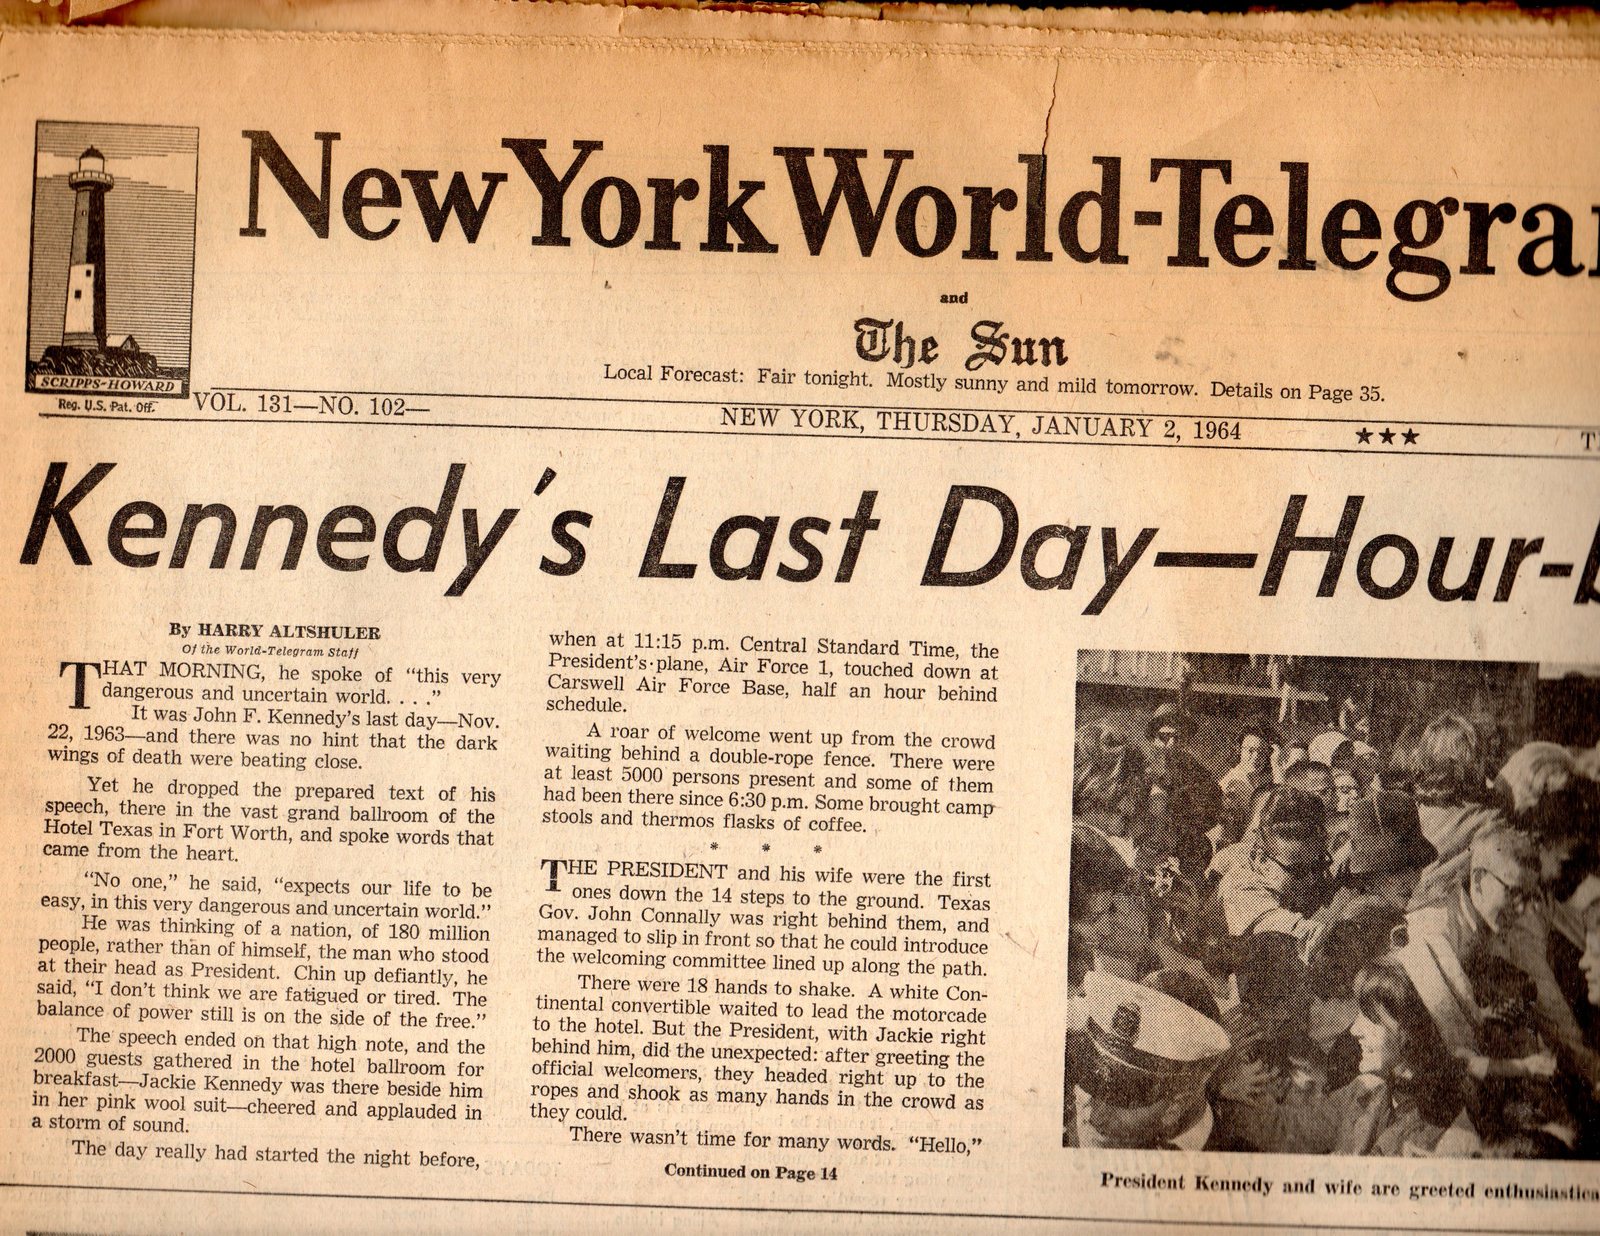 New York World-Telegra
and
The Sun
Local Forecast: Fair tonight. Mostly sunny and mild tomorrow. Details on Page 35.
SCRIPPS-HOWARD
Reg. U.S. Pat. Off.
VOL. 131—NO. 102—
NEW YORK, THURSDAY, JANUARY 2, 1964
★★★
Kennedy's Last Day—Hour-
By HARRY ALTSHULER
Of the World-Telegram Staff
THAT MORNING, he spoke of "this very
dangerous and uncertain world. . . ."
It was John F. Kennedy's last day—Nov.
22, 1963—and there was no hint that the dark
wings of death were beating close.
Yet he dropped the prepared text of his
speech, there in the vast grand ballroom of the
Hotel Texas in Fort Worth, and spoke words that
came from the heart.
"No one," he said, "expects our life to be
easy, in this very dangerous and uncertain world."
He was thinking of a nation, of 180 million
people, rather than of himself, the man who stood
at their head as President. Chin up defiantly, he
said, "I don't think we are fatigued or tired. The
balance of power still is on the side of the free."
The speech ended on that high note, and the
2000 guests gathered in the hotel ballroom for
breakfast—Jackie Kennedy was there beside him
in her pink wool suit—cheered and applauded in
a storm of sound.
The day really had started the night before,
when at 11:15 p.m. Central Standard Time, the
President's plane, Air Force 1, touched down at
Carswell Air Force Base, half an hour behind
schedule.
A roar of welcome went up from the crowd
waiting behind a double-rope fence. There were
at least 5000 persons present and some of them
had been there since 6:30 p.m. Some brought camp
stools and thermos flasks of coffee.
* * *
THE PRESIDENT and his wife were the first
ones down the 14 steps to the ground. Texas
Gov. John Connally was right behind them, and
managed to slip in front so that he could introduce
the welcoming committee lined up along the path.
There were 18 hands to shake. A white Con-
tinental convertible waited to lead the motorcade
to the hotel. But the President, with Jackie right
behind him, did the unexpected: after greeting the
official welcomers, they headed right up to the
ropes and shook as many hands in the crowd as
they could.
There wasn't time for many words. "Hello,"
Continued on Page 14
President Kennedy and wife are greeted enthusiastica